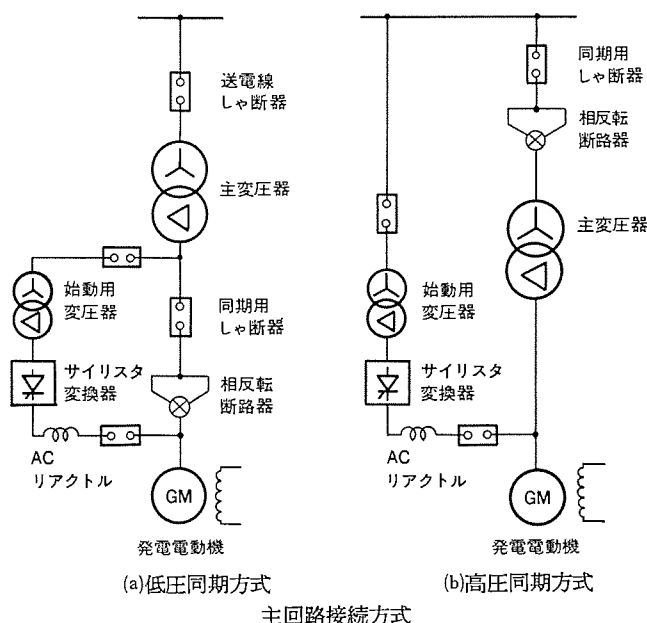 送電線
しゃ断器
主変圧器
始動用
変圧器
同期用
しゃ断器
サイリスタ
変換器
相反転
断路器
AC
リアクトル
GM
発電電動機
(a)低圧同期方式
同期用
しゃ断器
相反転
断路器
主変圧器
始動用
変圧器
サイリスタ
変換器
AC
リアクトル
GM
発電電動機
(b)高圧同期方式
主回路接続方式